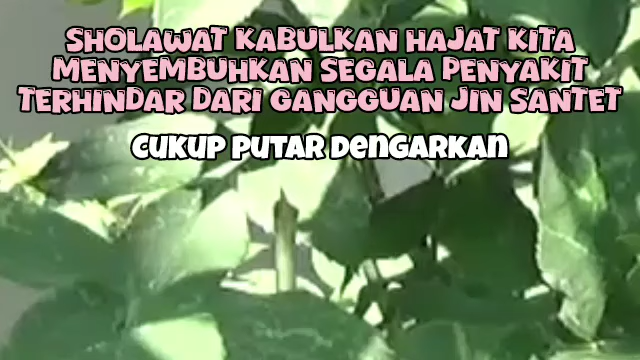 SHOLAWAT KABULKAN HAJAT KITA
MENYEMBUHKAN SEGALA PENYAKIT
TERHINDAR DARI GANGGUAN JIN SANTET
CUKUP PUTAR DENGARKAN